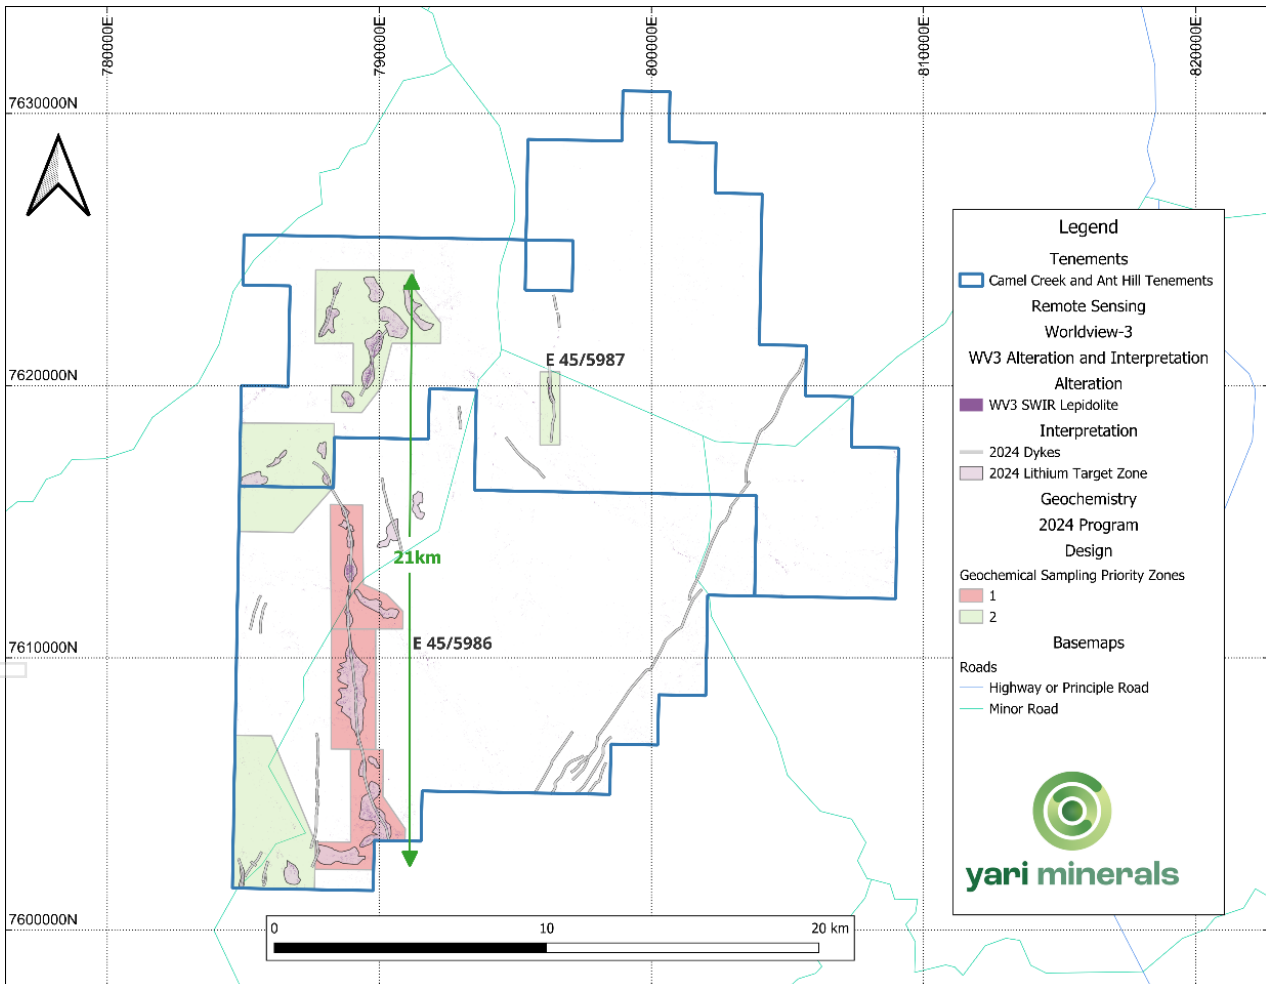 780000E
790000E
800000E
810000E
820000E
7630000N
7620000N
7610000N
7600000N
E 45/5987
21km
E 45/5986
Legend
Tenements
Camel Creek and Ant Hill Tenements
Remote Sensing
Worldview-3
WV3 Alteration and Interpretation
Alteration
WV3 SWIR Lepidolite
Interpretation
2024 Dykes
2024 Lithium Target Zone
Geochemistry
2024 Program
Design
Geochemical Sampling Priority Zones
1
2
Basemaps
Roads
Highway or Principle Road
Minor Road
yari minerals
0 10 20 km